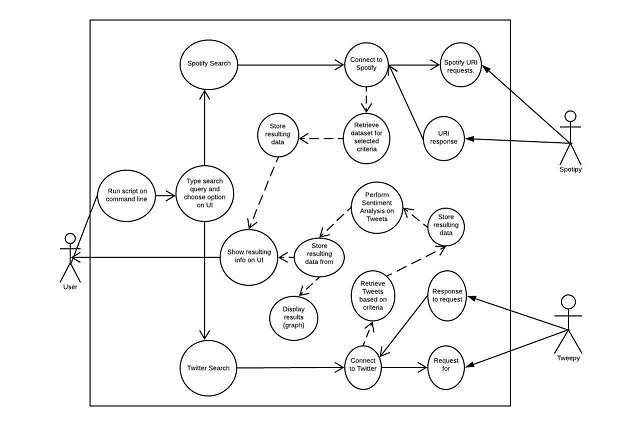 Spotify Search
Connect to
Spotify
Spotify URI
requests.
Store
resulting
data
Retrieve
dataset for
selected
criteria
URI
response
Spotipy
Run script on
command line
Type search
query and
choose option
on UI
Perform
Sentiment
Analysis on
Tweets
Store
resulting
data
User
Show resulting
info on UI
Store
resulting
data from
Retrieve
Tweets
based on
criteria
Response
to request
Display
results
(graph)
Tweepy
Twitter Search
Connect
to Twitter
Request
for